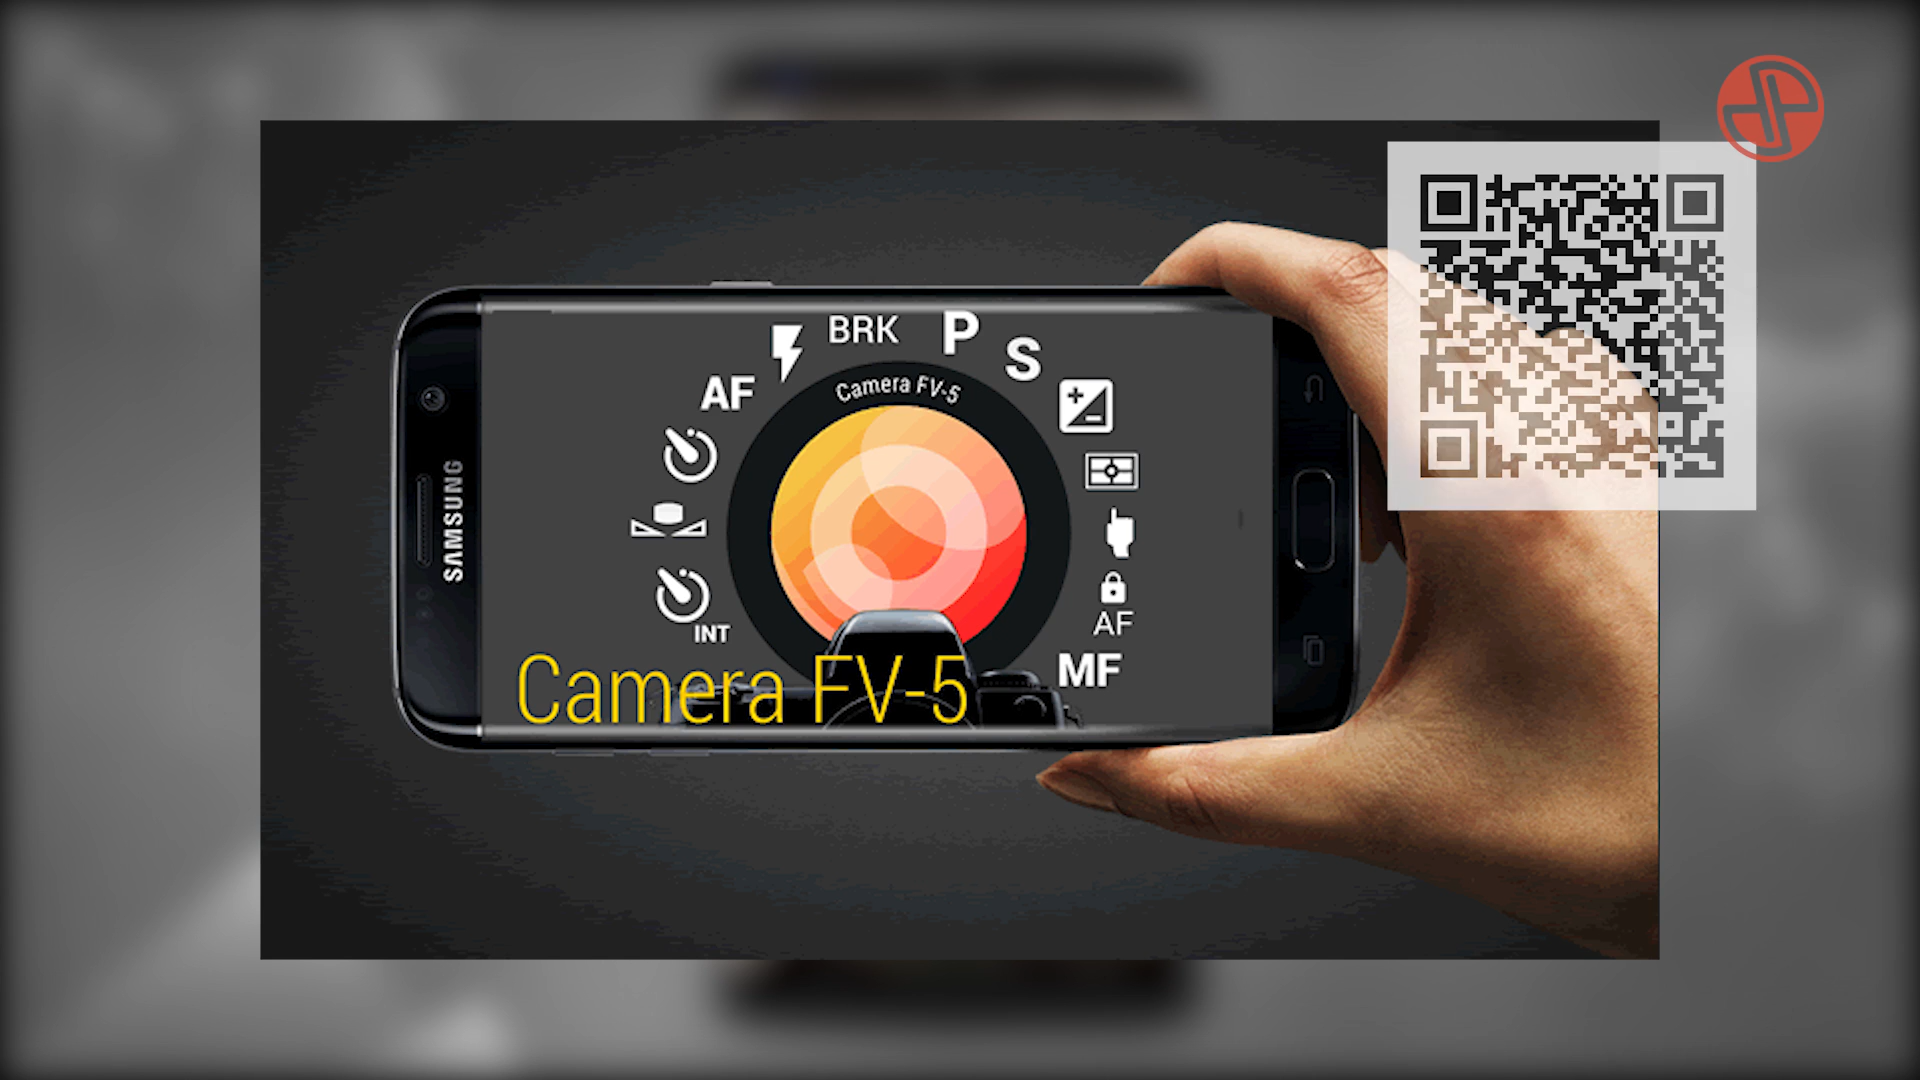 BRK
P
S
AF
Camera FV-5
INT
AF
MF
SAMSUNG
Camera FV-5